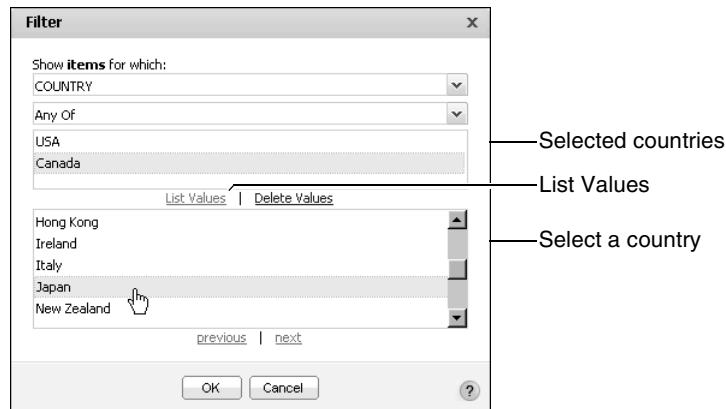 Filter x
Show items for which:
COUNTRY
Any Of
USA
Canada
Selected countries
List Values | Delete Values
List Values
Hong Kong
Ireland
Italy
Japan
New Zealand
Select a country
previous | next
OK Cancel ?